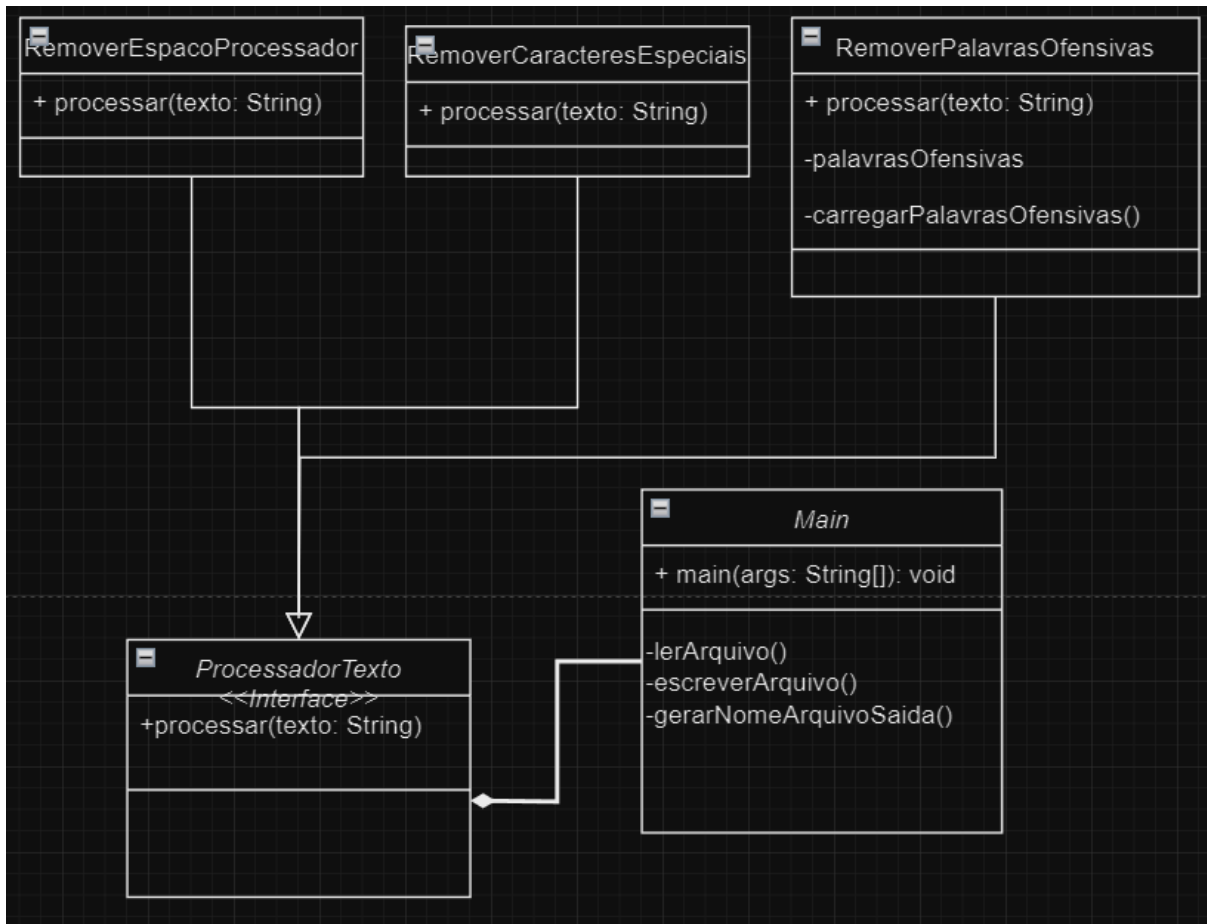 RemoverEspacoProcessador
+ processar(texto: String)
RemoverCaracteresEspeciais
+ processar(texto: String)
RemoverPalavrasOfensivas
+ processar(texto: String)
-palavrasOfensivas
-carregarPalavrasOfensivas()
Main
+ main(args: String[]): void
-lerArquivo()
-escreverArquivo()
-gerarNomeArquivoSaida()
ProcessadorTexto
<<Interface>>
+processar(texto: String)